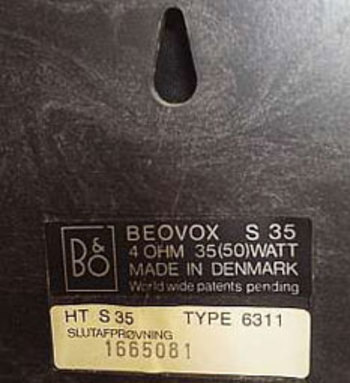 B&O
BEOVOX S 35
4 OHM 35(50)WATT
MADE IN DENMARK
World wide patents pending
HT S 35 TYPE 6311
SLUTAFPRØVNING
1665081